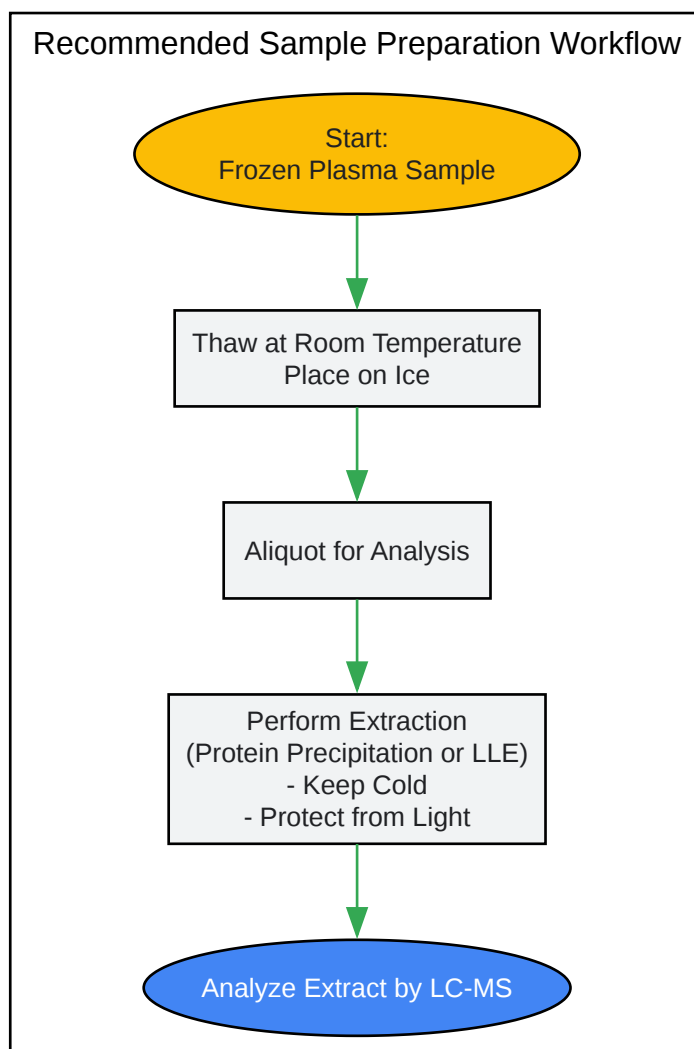 Recommended Sample Preparation Workflow
Start:
Frozen Plasma Sample
Thaw at Room Temperature
Place on Ice
Aliquot for Analysis
Perform Extraction
(Protein Precipitation or LLE)
- Keep Cold
- Protect from Light
Analyze Extract by LC-MS